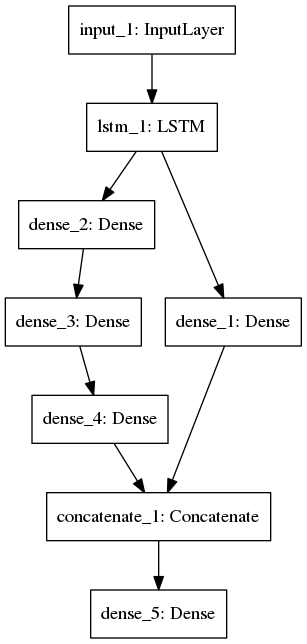 input_1: InputLayer
lstm_1: LSTM
dense_2: Dense
dense_3: Dense
dense_1: Dense
dense_4: Dense
concatenate_1: Concatenate
dense_5: Dense